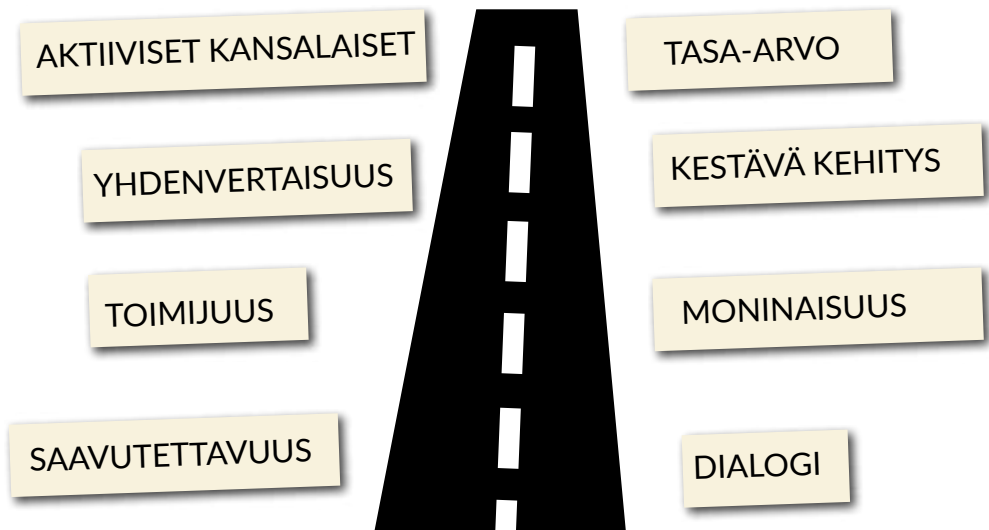 AKTIIVISET KANSALAISET
TASA-ARVO
YHDENVERTAISUUS
KESTÄVÄ KEHITYS
TOIMIJUUS
MONINAISUUS
SAAVUTETTAVUUS
DIALOGI